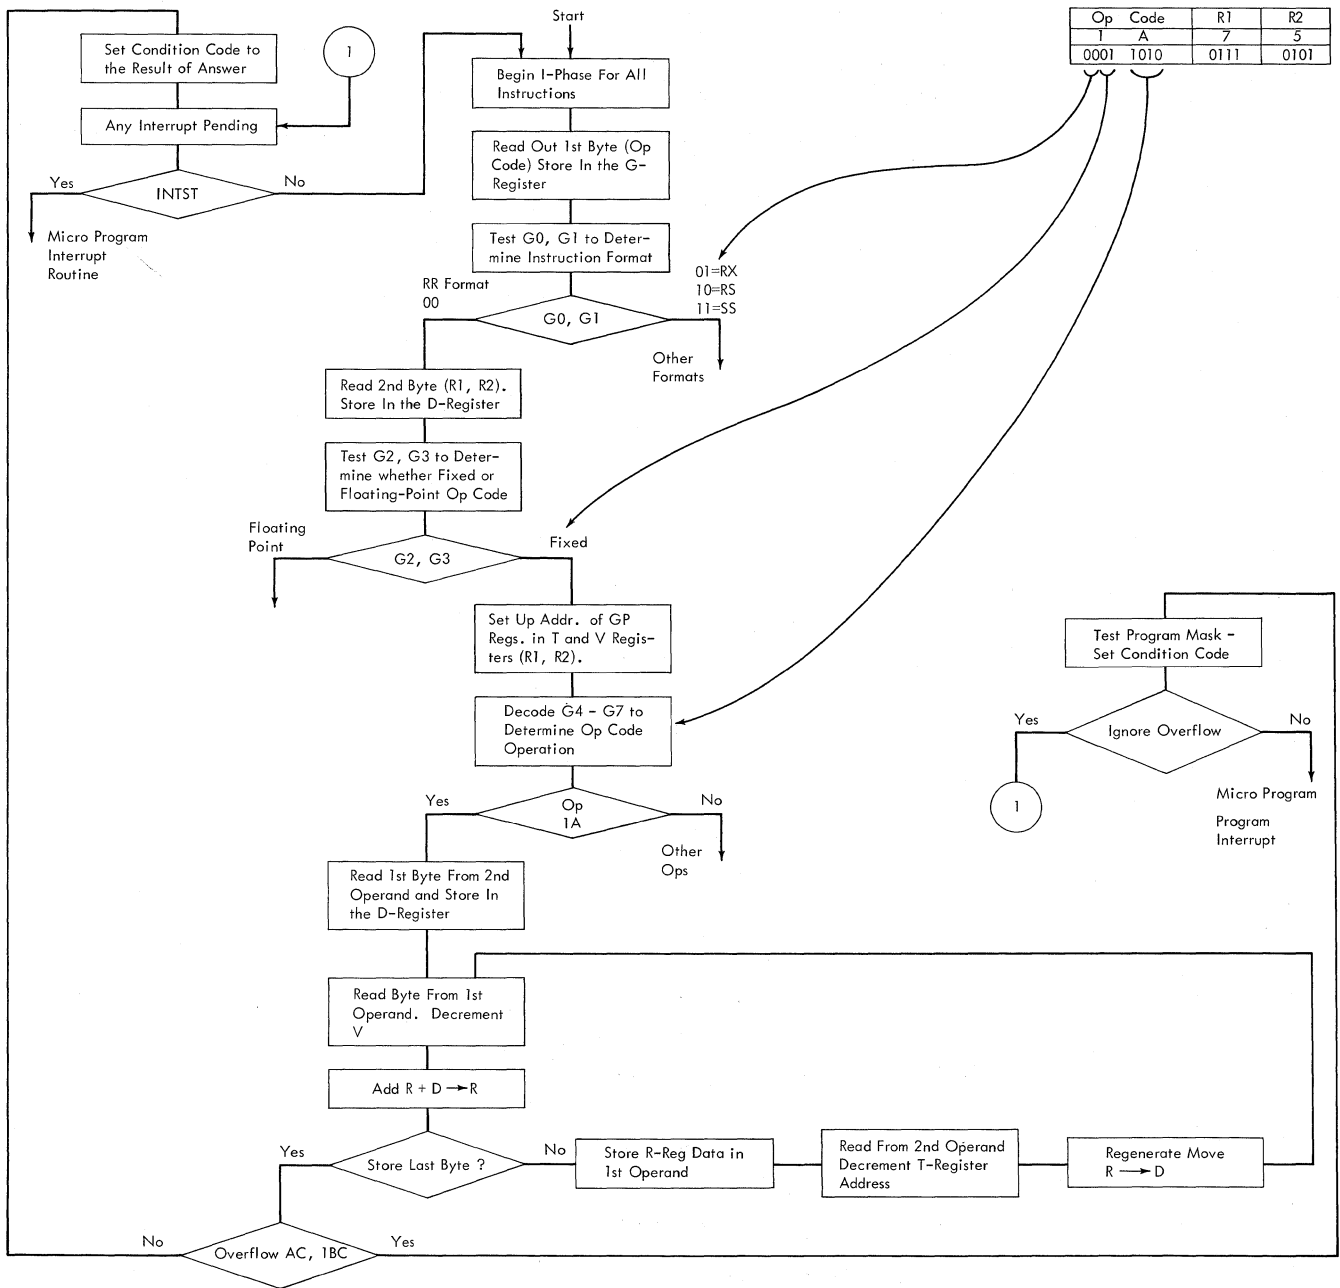 Start
Op Code R1 R2
1 A 7 5
0001 1010 0111 0101
Set Condition Code to
the Result of Answer
1
Any Interrupt Pending
Yes
INTST
No
Micro Program
Interrupt
Routine
Begin I-Phase For All
Instructions
Read Out 1st Byte (Op
Code) Store In the G-
Register
Test G0, G1 to Deter-
mine Instruction Format
RR Format
00
G0, G1
01=RX
10=RS
11=SS
Other
Formats
Read 2nd Byte (R1, R2).
Store In the D-Register
Test G2, G3 to Deter-
mine whether Fixed or
Floating-Point Op Code
Floating
Point
G2, G3
Fixed
Set Up Addr. of GP
Regs. in T and V Regis-
ters (R1, R2).
Decode G4 - G7 to
Determine Op Code
Operation
Yes
Op
1A
No
Other
Ops
Test Program Mask -
Set Condition Code
Yes
Ignore Overflow
No
1
Micro Program
Program
Interrupt
Read 1st Byte From 2nd
Operand and Store In
the D-Register
Read Byte From 1st
Operand. Decrement
V
Add R + D → R
Yes
Store Last Byte ?
No
Store R-Reg Data in
1st Operand
Read From 2nd Operand
Decrement T-Register
Address
Regenerate Move
R → D
No
Overflow AC, 1BC
Yes